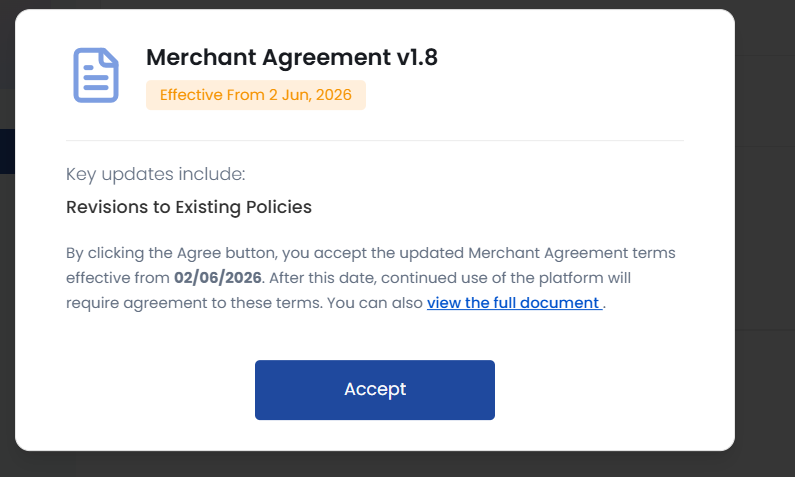 Merchant Agreement v1.8
Effective From 2 Jun, 2026
Key updates include:
Revisions to Existing Policies
By clicking the Agree button, you accept the updated Merchant Agreement terms
effective from 02/06/2026. After this date, continued use of the platform will
require agreement to these terms. You can also view the full document .
Accept